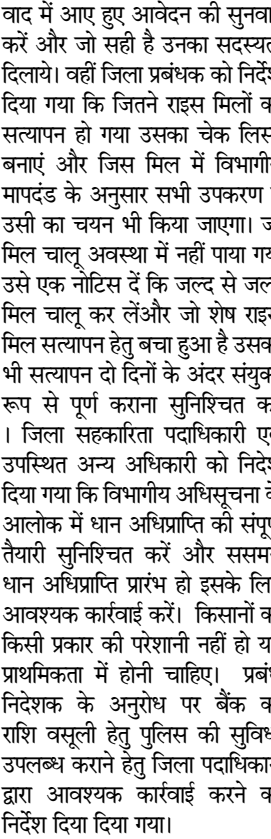 वाद में आए हुए आवेदन की सुनवा
करें और जो सही है उनका सदस्यत
दिलाये। वहीं जिला प्रबंधक को निर्दे
दिया गया कि जितने राइस मिलों क
सत्यापन हो गया उसका चेक लिस
बनाएं और जिस मिल में विभागी
मापदंड के अनुसार सभी उपकरण
उसी का चयन भी किया जाएगा। ज
मिल चालू अवस्था में नहीं पाया गय
उसे एक नोटिस दें कि जल्द से जल
मिल चालू कर लेंऔर जो शेष राइ
मिल सत्यापन हेतु बचा हुआ है उसक
भी सत्यापन दो दिनों के अंदर संयुक
रूप से पूर्ण कराना सुनिश्चित क
। जिला सहकारिता पदाधिकारी ए
उपस्थित अन्य अधिकारी को निदे
दिया गया कि विभागीय अधिसूचना वे
आलोक में धान अधिप्राप्ति की संपू
तैयारी सुनिश्चित करें और ससम
धान अधिप्राप्ति प्रारंभ हो इसके लि
आवश्यक कार्रवाई करें। किसानों क
किसी प्रकार की परेशानी नहीं हो य
प्राथमिकता में होनी चाहिए। प्रबं
निदेशक के अनुरोध पर बैंक क
राशि वसूली हेतु पुलिस की सुविध
उपलब्ध कराने हेतु जिला पदाधिका
द्वारा आवश्यक कार्रवाई करने क
निर्देश दिया दिया गया।